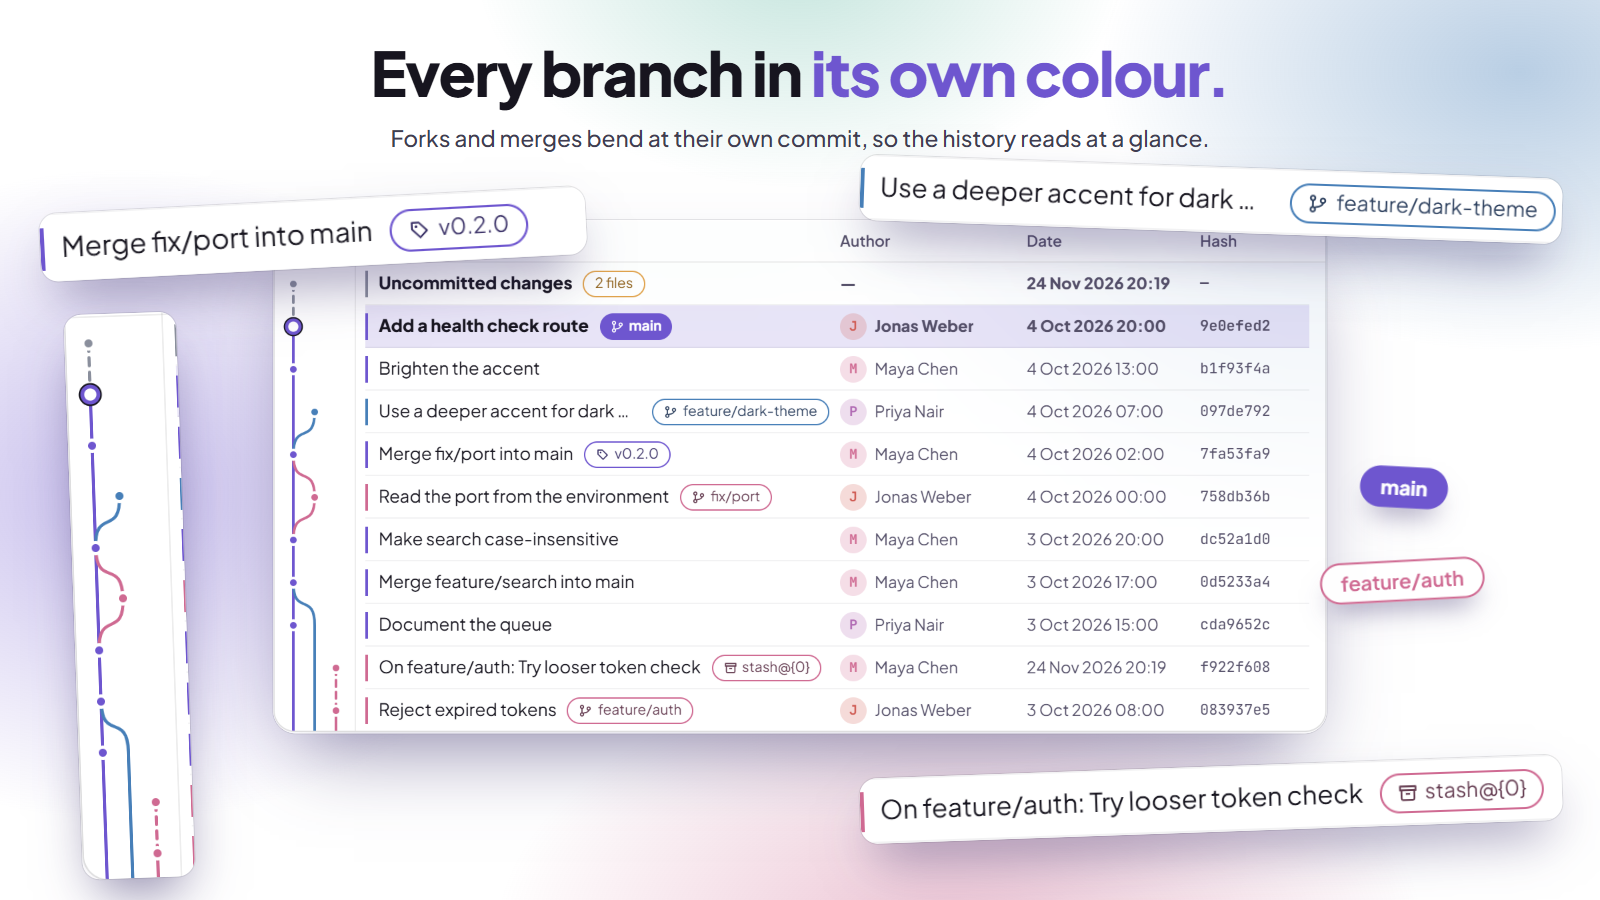 Every branch in its own colour.
Forks and merges bend at their own commit, so the history reads at a glance.
Use a deeper accent for dark ... feature/dark-theme
Merge fix/port into main v0.2.0
Author Date Hash
Uncommitted changes 2 files — 24 Nov 2026 20:19 —
Add a health check route main J Jonas Weber 4 Oct 2026 20:00 9e0efed2
Brighten the accent M Maya Chen 4 Oct 2026 13:00 b1f93f4a
Use a deeper accent for dark ... feature/dark-theme P Priya Nair 4 Oct 2026 07:00 097de792
Merge fix/port into main v0.2.0 M Maya Chen 4 Oct 2026 02:00 7fa53fa9
Read the port from the environment fix/port J Jonas Weber 4 Oct 2026 00:00 758db36b
main
Make search case-insensitive M Maya Chen 3 Oct 2026 20:00 dc52a1d0
Merge feature/search into main M Maya Chen 3 Oct 2026 17:00 0d5233a4
feature/auth
Document the queue P Priya Nair 3 Oct 2026 15:00 cda9652c
On feature/auth: Try looser token check stash@{0} M Maya Chen 24 Nov 2026 20:19 f922f608
Reject expired tokens feature/auth J Jonas Weber 3 Oct 2026 08:00 083937e5
On feature/auth: Try looser token check stash@{0}